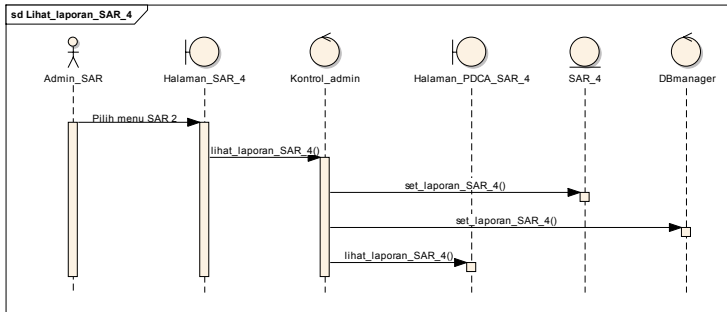 sd Lihat_laporan_SAR_4
Admin_SAR
Halaman_SAR_4
Kontrol_admin
Halaman_PDCA_SAR_4
SAR_4
DBmanager
Pilih menu SAR 2
lihat_laporan_SAR_4()
set_laporan_SAR_4()
set_laporan_SAR_4()
lihat_laporan_SAR_4()